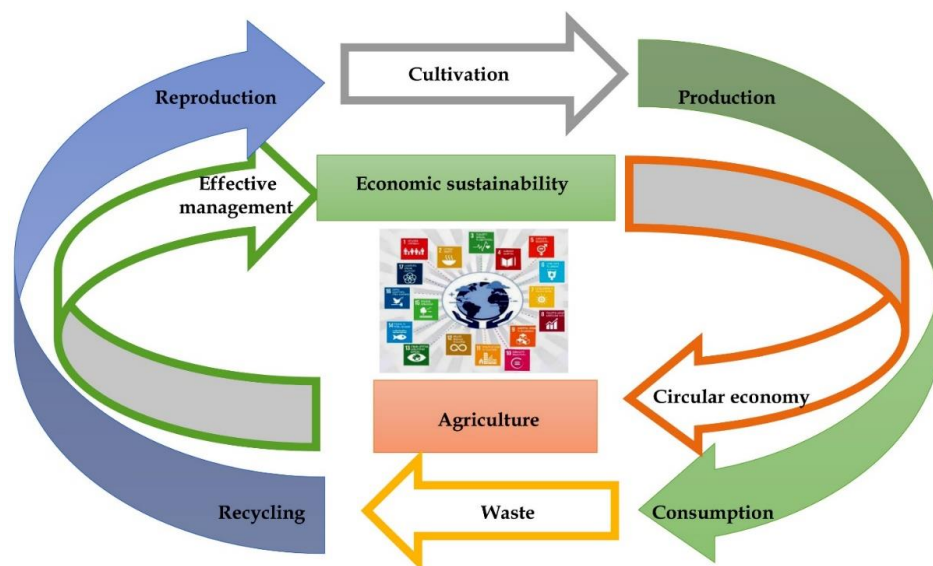 Cultivation
Reproduction
Production
Effective
management
Economic sustainability
Circular economy
Agriculture
Recycling
Waste
Consumption